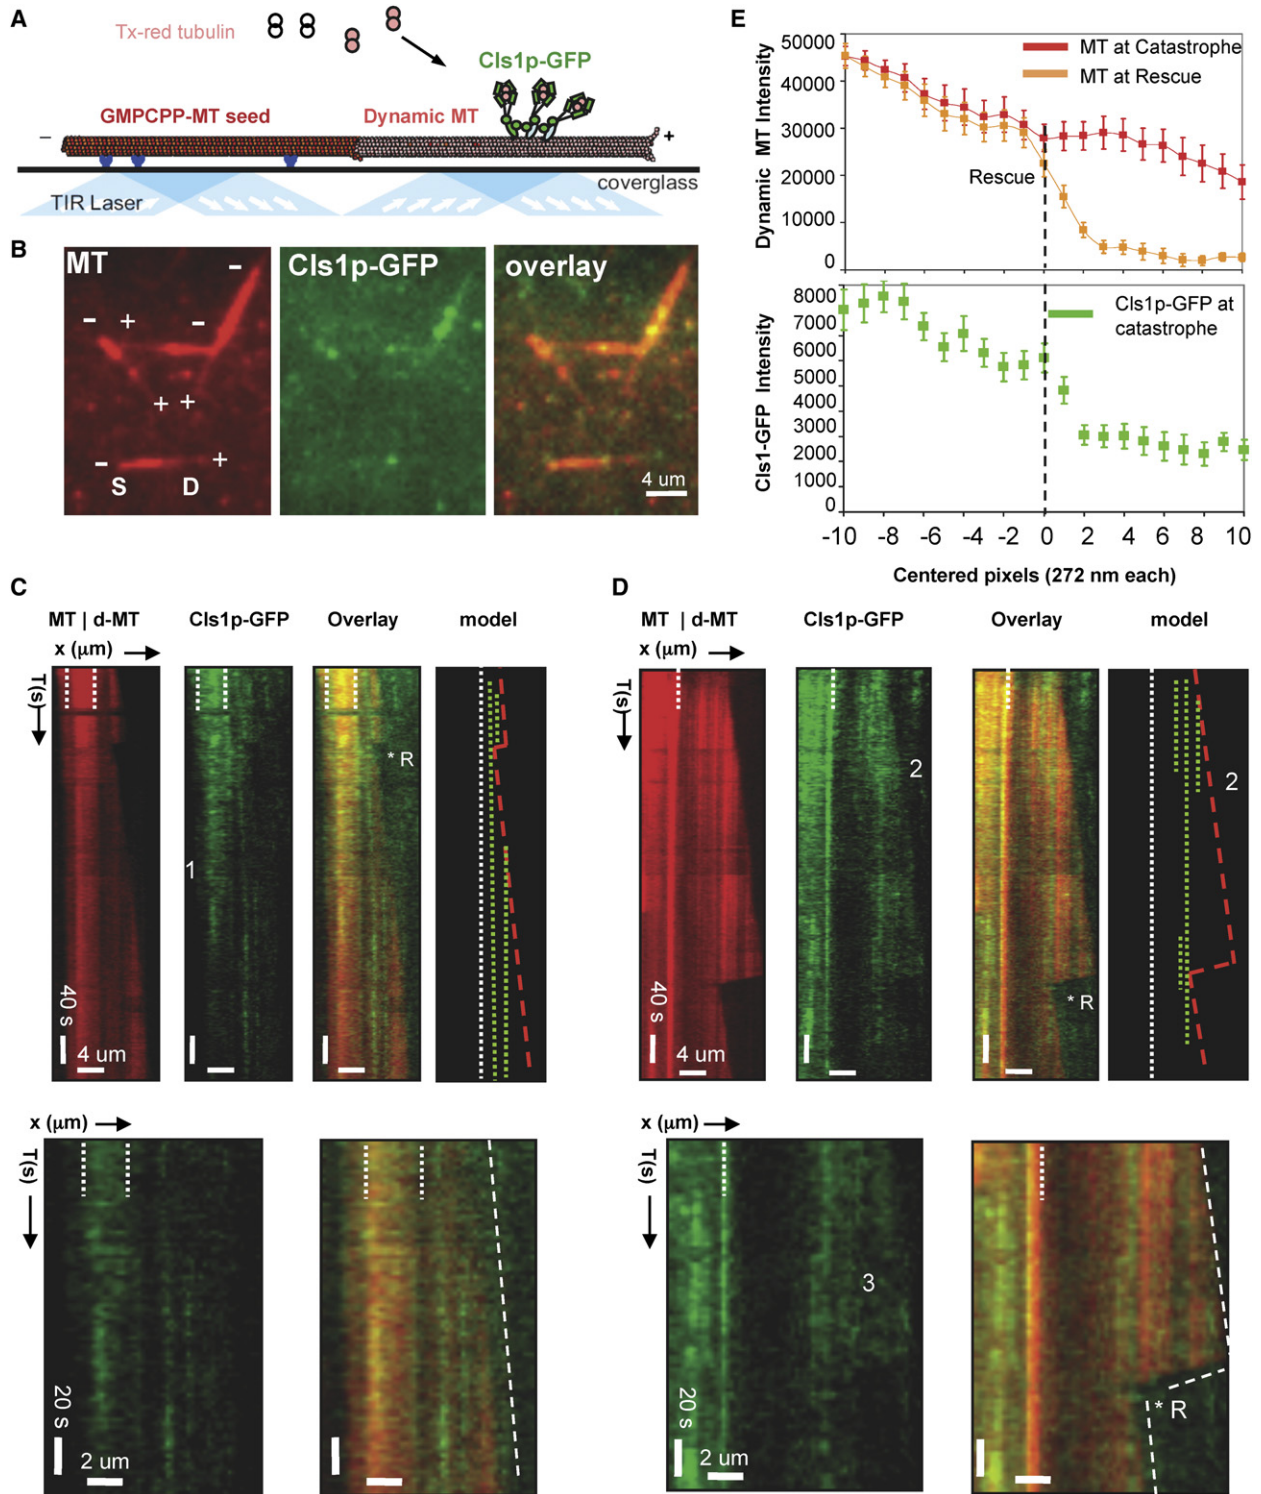 A
Tx-red tubulin
Cls1p-GFP
GMPCPP-MT seed
Dynamic MT
–
+
coverglass
TIR Laser
B
MT
Cls1p-GFP
overlay
–
– +
–
+ +
– +
S D
4 um
E
50000
40000
30000
20000
10000
0
Dynamic MT Intensity
MT at Catastrophe
MT at Rescue
Rescue
8000
7000
6000
5000
4000
3000
2000
1000
0
Cls1-GFP Intensity
Cls1p-GFP at
catastrophe
-10 -8 -6 -4 -2 0 2 4 6 8 10
Centered pixels (272 nm each)
C
MT | d-MT Cls1p-GFP Overlay model
x (µm)
T(s)
* R
1
40 s
4 um
x (µm)
T(s)
20 s
2 um
D
MT | d-MT Cls1p-GFP Overlay model
x (µm)
T(s)
2
2
* R
40 s
4 um
x (µm)
T(s)
3
20 s
2 um
* R